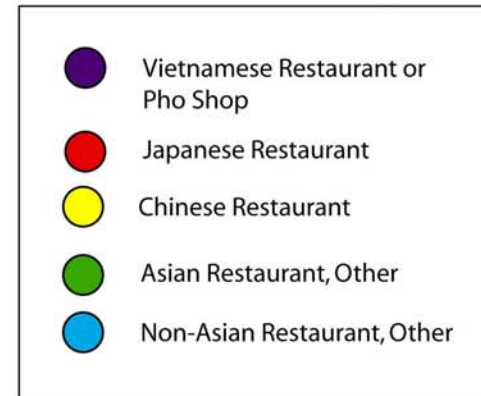 Vietnamese Restaurant or
Pho Shop
Japanese Restaurant
Chinese Restaurant
Asian Restaurant, Other
Non-Asian Restaurant, Other